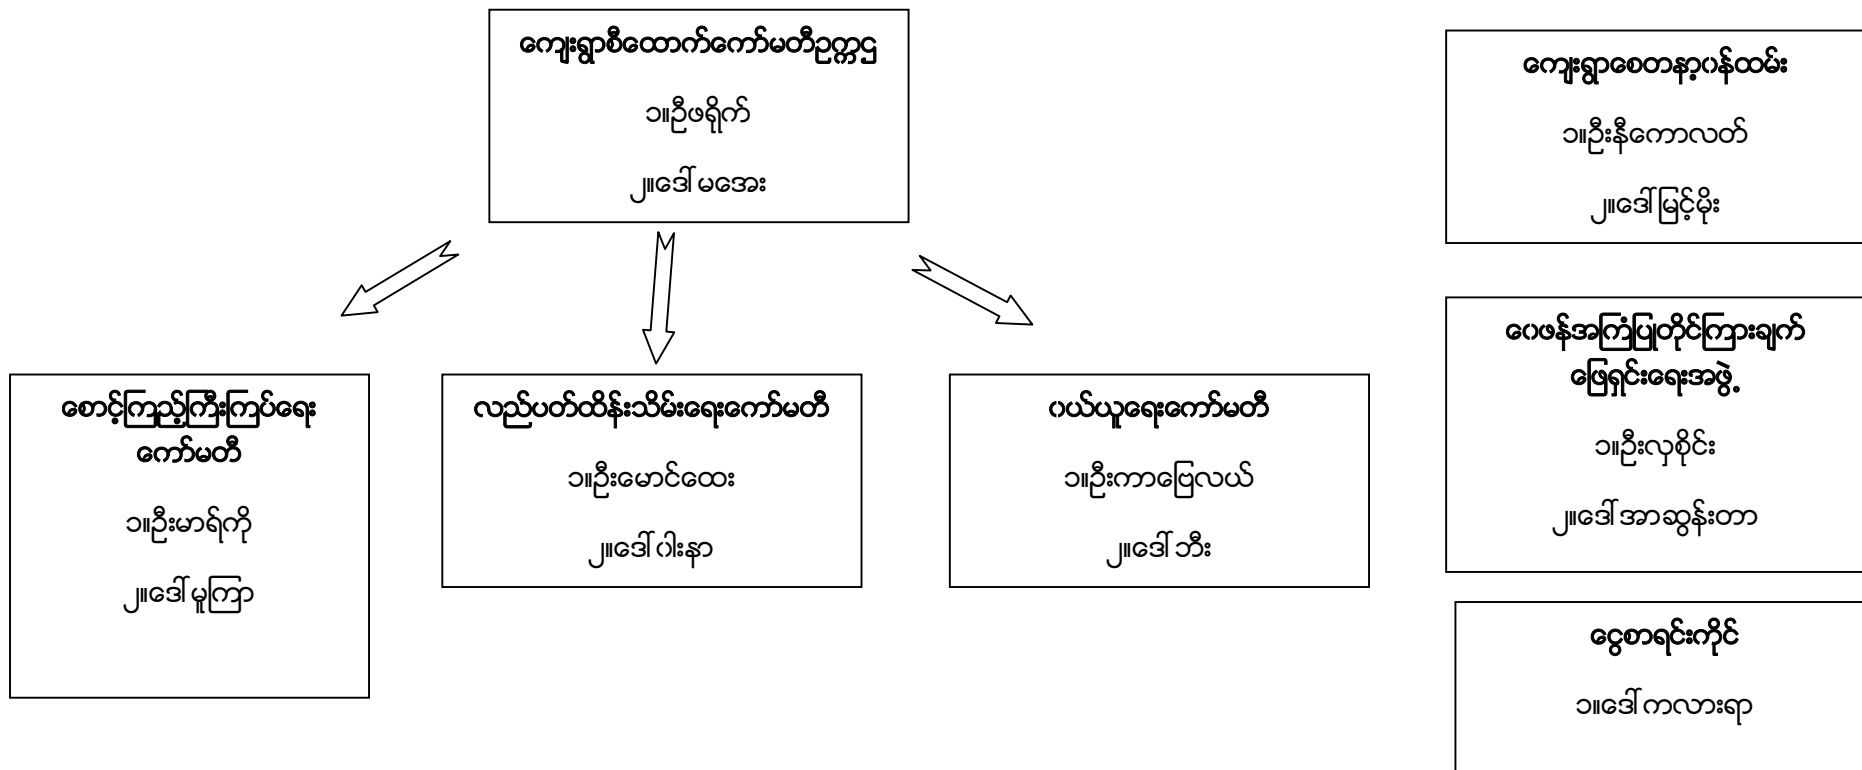 ကျေးရွာစီထောက်ကော်မတီဥက္ကဌ
၁။ဦဖရိုက်
၂။ဒေါ်မအေး
ကျေးရွာစေတနာ့ဝန်ထမ်း
၁။ဦးနီကောလတ်
၂။ဒေါ်မြင့်မိုး
ဝေဖန်အကြံပြုတိုင်ကြားချက်
ဖြေရှင်းရေးအဖွဲ့
၁။ဦးလှစိုင်း
၂။ဒေါ်အာဆွန်းတာ
စောင့်ကြည့်ကြီးကြပ်ရေး
ကော်မတီ
၁။ဦးမာရ်ကို
၂။ဒေါ်မူကြာ
လည်ပတ်ထိန်းသိမ်းရေးကော်မတီ
၁။ဦးမောင်ထေး
၂။ဒေါ်ဝါးနာ
ဝယ်ယူရေးကော်မတီ
၁။ဦးကာဗြေလယ်
၂။ဒေါ်ဘီး
ငွေစာရင်းကိုင်
၁။ဒေါ်ကလားရာ